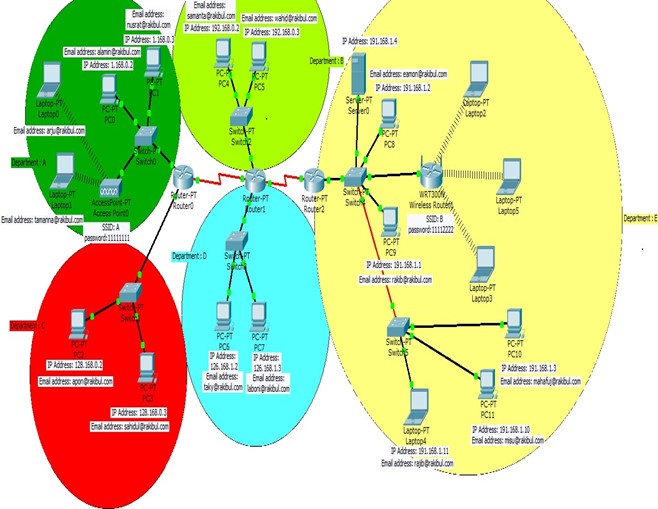 Email address:
nusrat@rakibul.com
IP Address: 1.168.0.3
Email address: alamin@rakibul.com
IP Address: 1.168.0.2
PC-PT
PC1
Laptop-PT
Laptop0
PC-PT
PC0
Email address: arju@rakibul.com
Switch-PT
Switch0
Department : A
Laptop-PT
Laptop1
AccessPoint-PT
Access Point0
Email address: tamanna@rakibul.com
SSID: A
password:11111111
Router-PT
Router0
Email address:
samanta@rakibul.com
IP Address: 192.168.0.2
Email address: wahid@rakibul.com
IP Address: 192.168.0.3
PC-PT
PC4
PC-PT
PC5
Department : B
Switch-PT
Switch2
Router-PT
Router1
Router-PT
Router2
Department : C
Switch-PT
PC-PT
PC2
IP Address: 128.168.0.2
Email address: apon@rakibul.com
PC-PT
PC3
IP Address: 128.168.0.3
Email address: sahdul@rakibul.com
Department : D
Switch-PT
PC-PT
PC6
PC-PT
PC7
IP Address:
126.168.1.2
Email address:
taky@rakibul.com
IP Address:
126.168.1.3
Email address:
laboni@rakibul.com
IP Address: 191.168.1.4
Server-PT
Server0
Email address: eamon@rakibul.com
IP Address: 191.168.1.2
PC-PT
PC8
Laptop-PT
Laptop2
Switch-PT
WRT300N
Wireless Router
SSID: B
password: 11112222
Laptop-PT
Laptop5
Department : E
PC-PT
PC9
IP Address: 191.168.1.1
Email address: rakib@rakibul.com
Laptop-PT
Laptop3
Switch-PT
Switch5
PC-PT
PC10
IP Address: 191.168.1.3
Email address: mahafuj@rakibul.com
PC-PT
PC11
IP Address: 191.168.1.10
Email address: misu@rakibul.com
Laptop-PT
Laptop4
IP Address: 191.168.1.11
Email address: rajib@rakibul.com